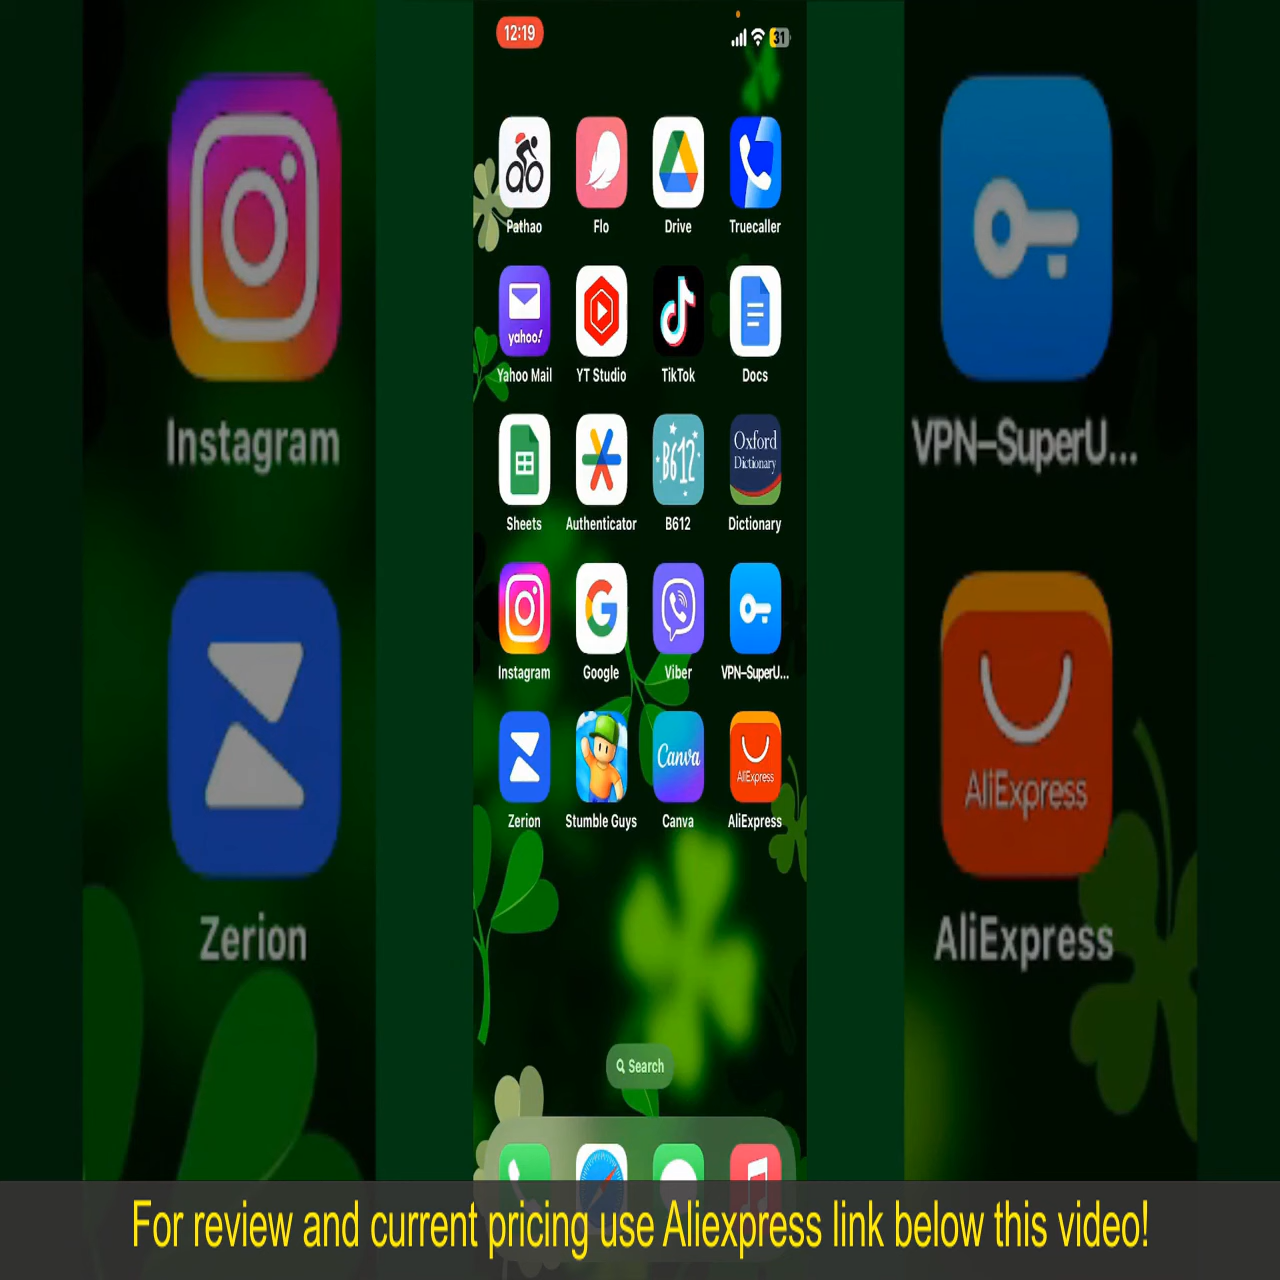 12:19
31
Pathao
Flo
Drive
Truecaller
yahoo!
Yahoo Mail
YT Studio
TikTok
Docs
B612
Oxford
Dictionary
Sheets
Authenticator
B612
Dictionary
Instagram
Google
Viber
VPN–SuperU...
Canva
AliExpress
Zerion
Stumble Guys
Canva
AliExpress
Search
Instagram
Zerion
VPN–SuperU...
AliExpress
AliExpress
For review and current pricing use Aliexpress link below this video!